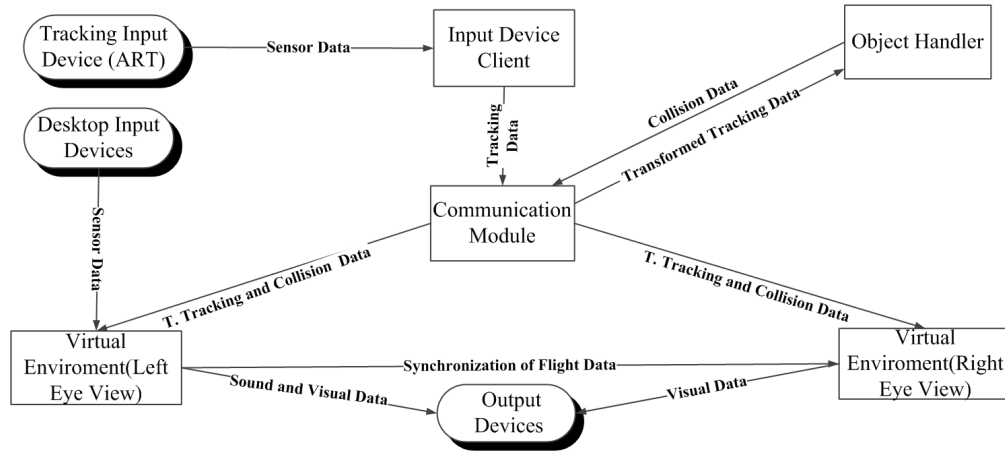 Tracking Input
Device (ART)
Sensor Data
Input Device
Client
Object Handler
Collision Data
Transformed Tracking Data
Desktop Input
Devices
Tracking
Data
Sensor Data
Communication
Module
T. Tracking and Collision Data
T. Tracking and Collision Data
Virtual
Enviroment(Left
Eye View)
Synchronization of Flight Data
Sound and Visual Data
Visual Data
Virtual
Enviroment(Right
Eye View)
Output
Devices